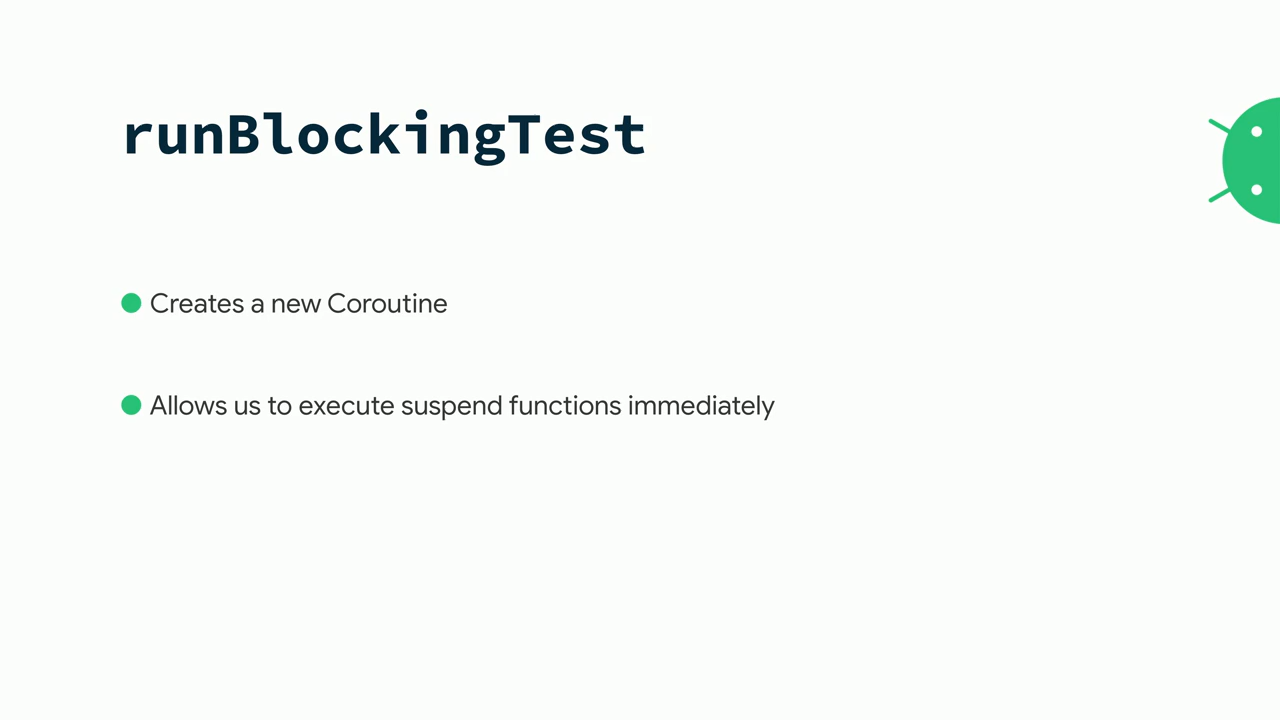 runBlockingTest
Creates a new Coroutine
Allows us to execute suspend functions immediately